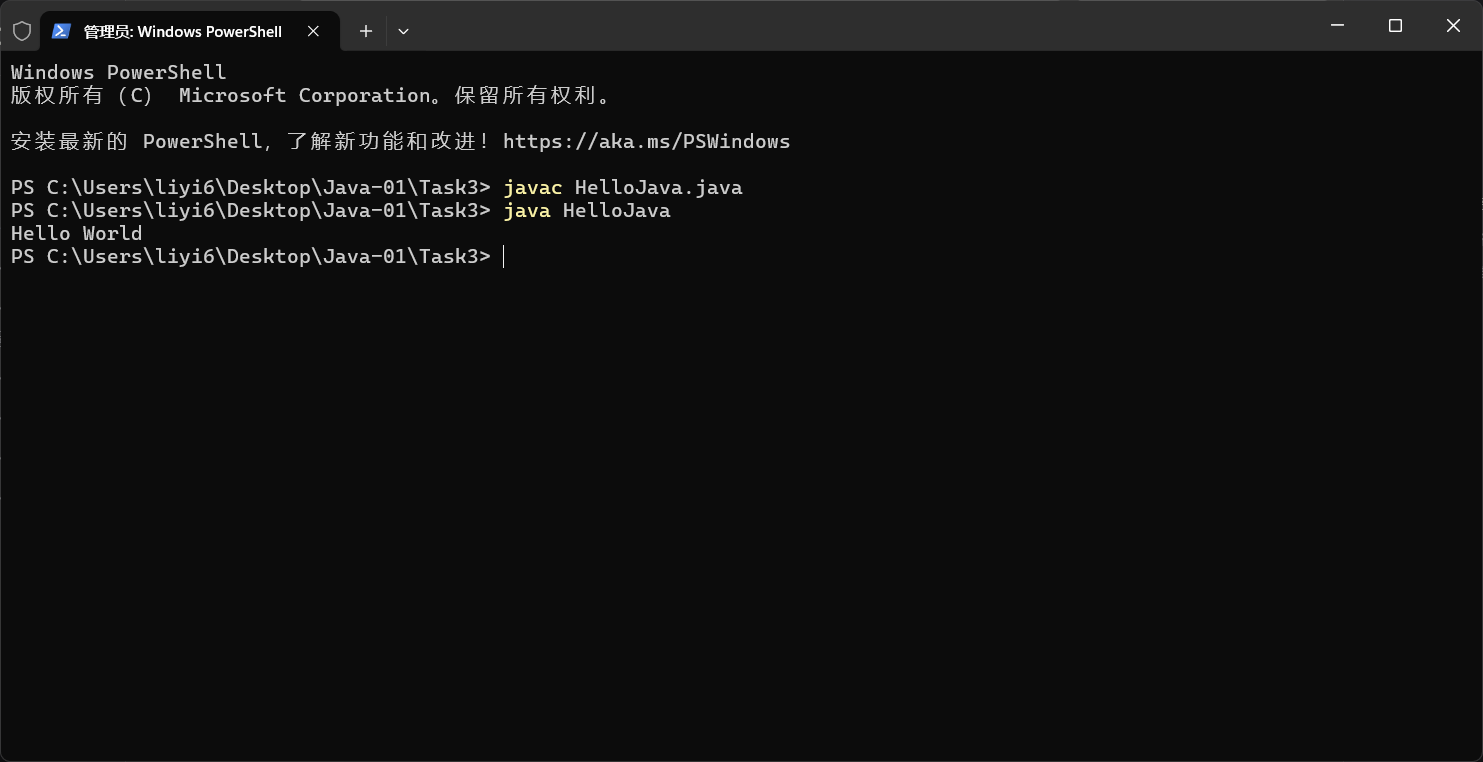 管理员: Windows PowerShell
Windows PowerShell
版权所有（C） Microsoft Corporation。保留所有权利。
安装最新的 PowerShell，了解新功能和改进！https://aka.ms/PSWindows
PS C:\Users\liyi6\Desktop\Java-01\Task3> javac HelloJava.java
PS C:\Users\liyi6\Desktop\Java-01\Task3> java HelloJava
Hello World
PS C:\Users\liyi6\Desktop\Java-01\Task3>